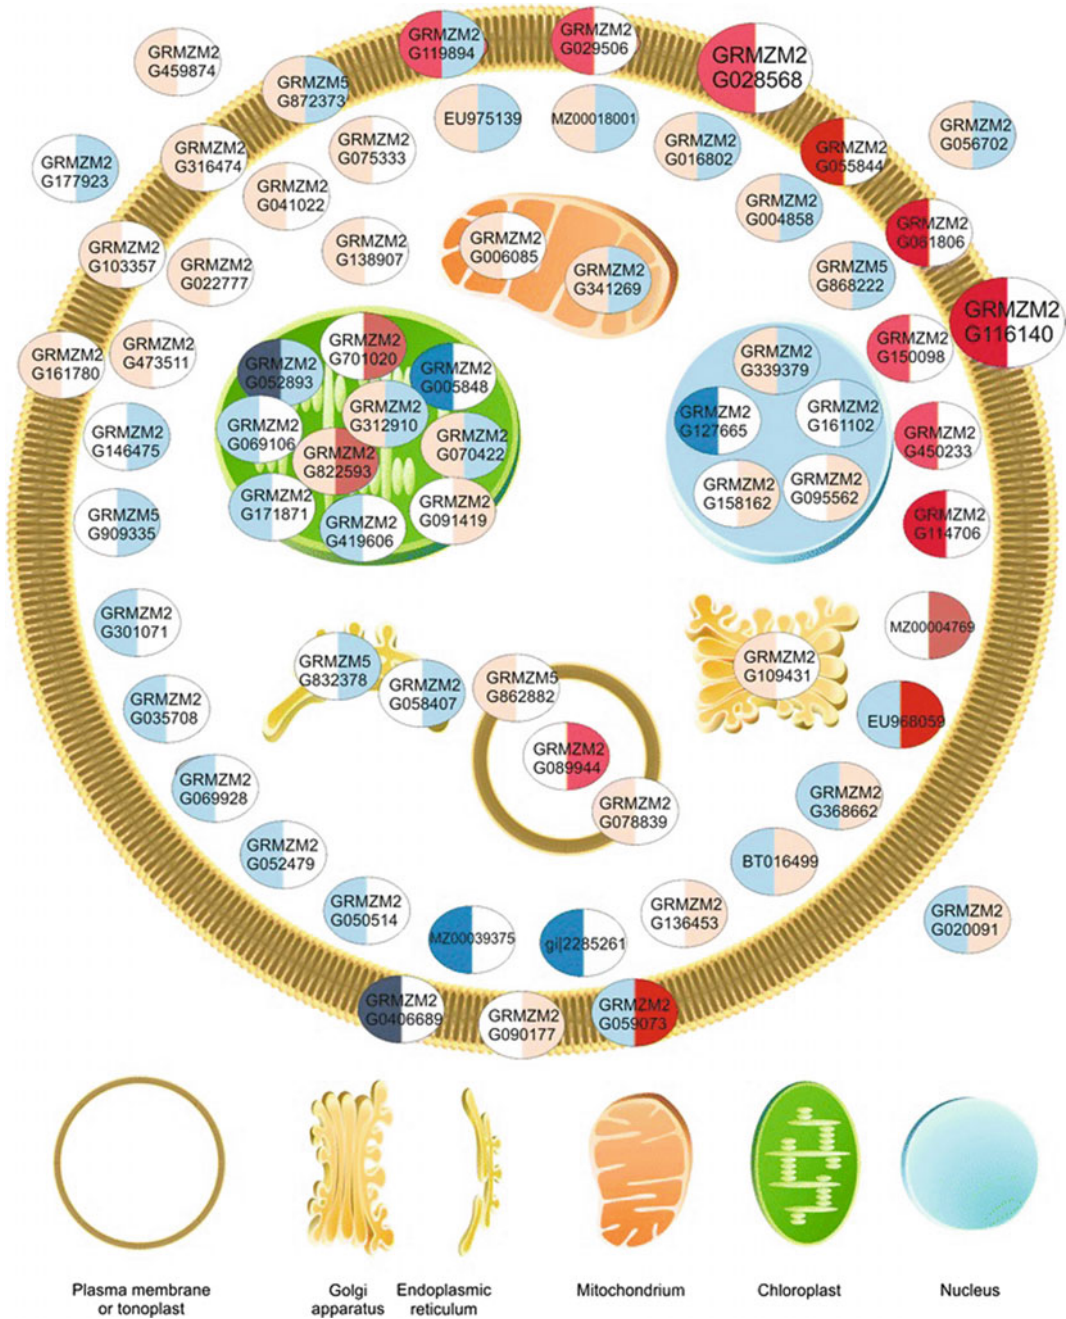 GRMZM2
G459874
GRMZM5
G872373
GRMZM2
G119894
GRMZM2
G029506
GRMZM2
G028568
EU975139
MZ00018001
GRMZM2
G016802
GRMZM2
G055844
GRMZM2
G056702
GRMZM2
G177923
GRMZM2
G316474
GRMZM2
G075333
GRMZM2
G041022
GRMZM2
G004858
GRMZM2
G061806
GRMZM2
G103357
GRMZM2
G022777
GRMZM2
G138907
GRMZM2
G006085
GRMZM2
G341269
GRMZM5
G868222
GRMZM2
G116140
GRMZM2
G161780
GRMZM2
G473511
GRMZM2
G052893
GRMZM2
G701020
GRMZM2
G005848
GRMZM2
G339379
GRMZM2
G150098
GRMZM2
G146475
GRMZM2
G069106
GRMZM2
G312910
GRMZM2
G070422
GRMZM2
G822593
GRMZM2
G127665
GRMZM2
G161102
GRMZM2
G450233
GRMZM5
G909335
GRMZM2
G171871
GRMZM2
G419606
GRMZM2
G091419
GRMZM2
G158162
GRMZM2
G095562
GRMZM2
G114706
GRMZM2
G301071
GRMZM5
G832378
GRMZM2
G058407
GRMZM5
G862882
GRMZM2
G109431
MZ00004769
GRMZM2
G035708
GRMZM2
G089944
EU968059
GRMZM2
G069928
GRMZM2
G078839
GRMZM2
G368662
GRMZM2
G052479
BT016499
GRMZM2
G050514
MZ00039375
gi|2285261
GRMZM2
G136453
GRMZM2
G020091
GRMZM2
G0406689
GRMZM2
G090177
GRMZM2
G059073
Plasma membrane
or tonoplast
Golgi
apparatus
Endoplasmic
reticulum
Mitochondrium
Chloroplast
Nucleus